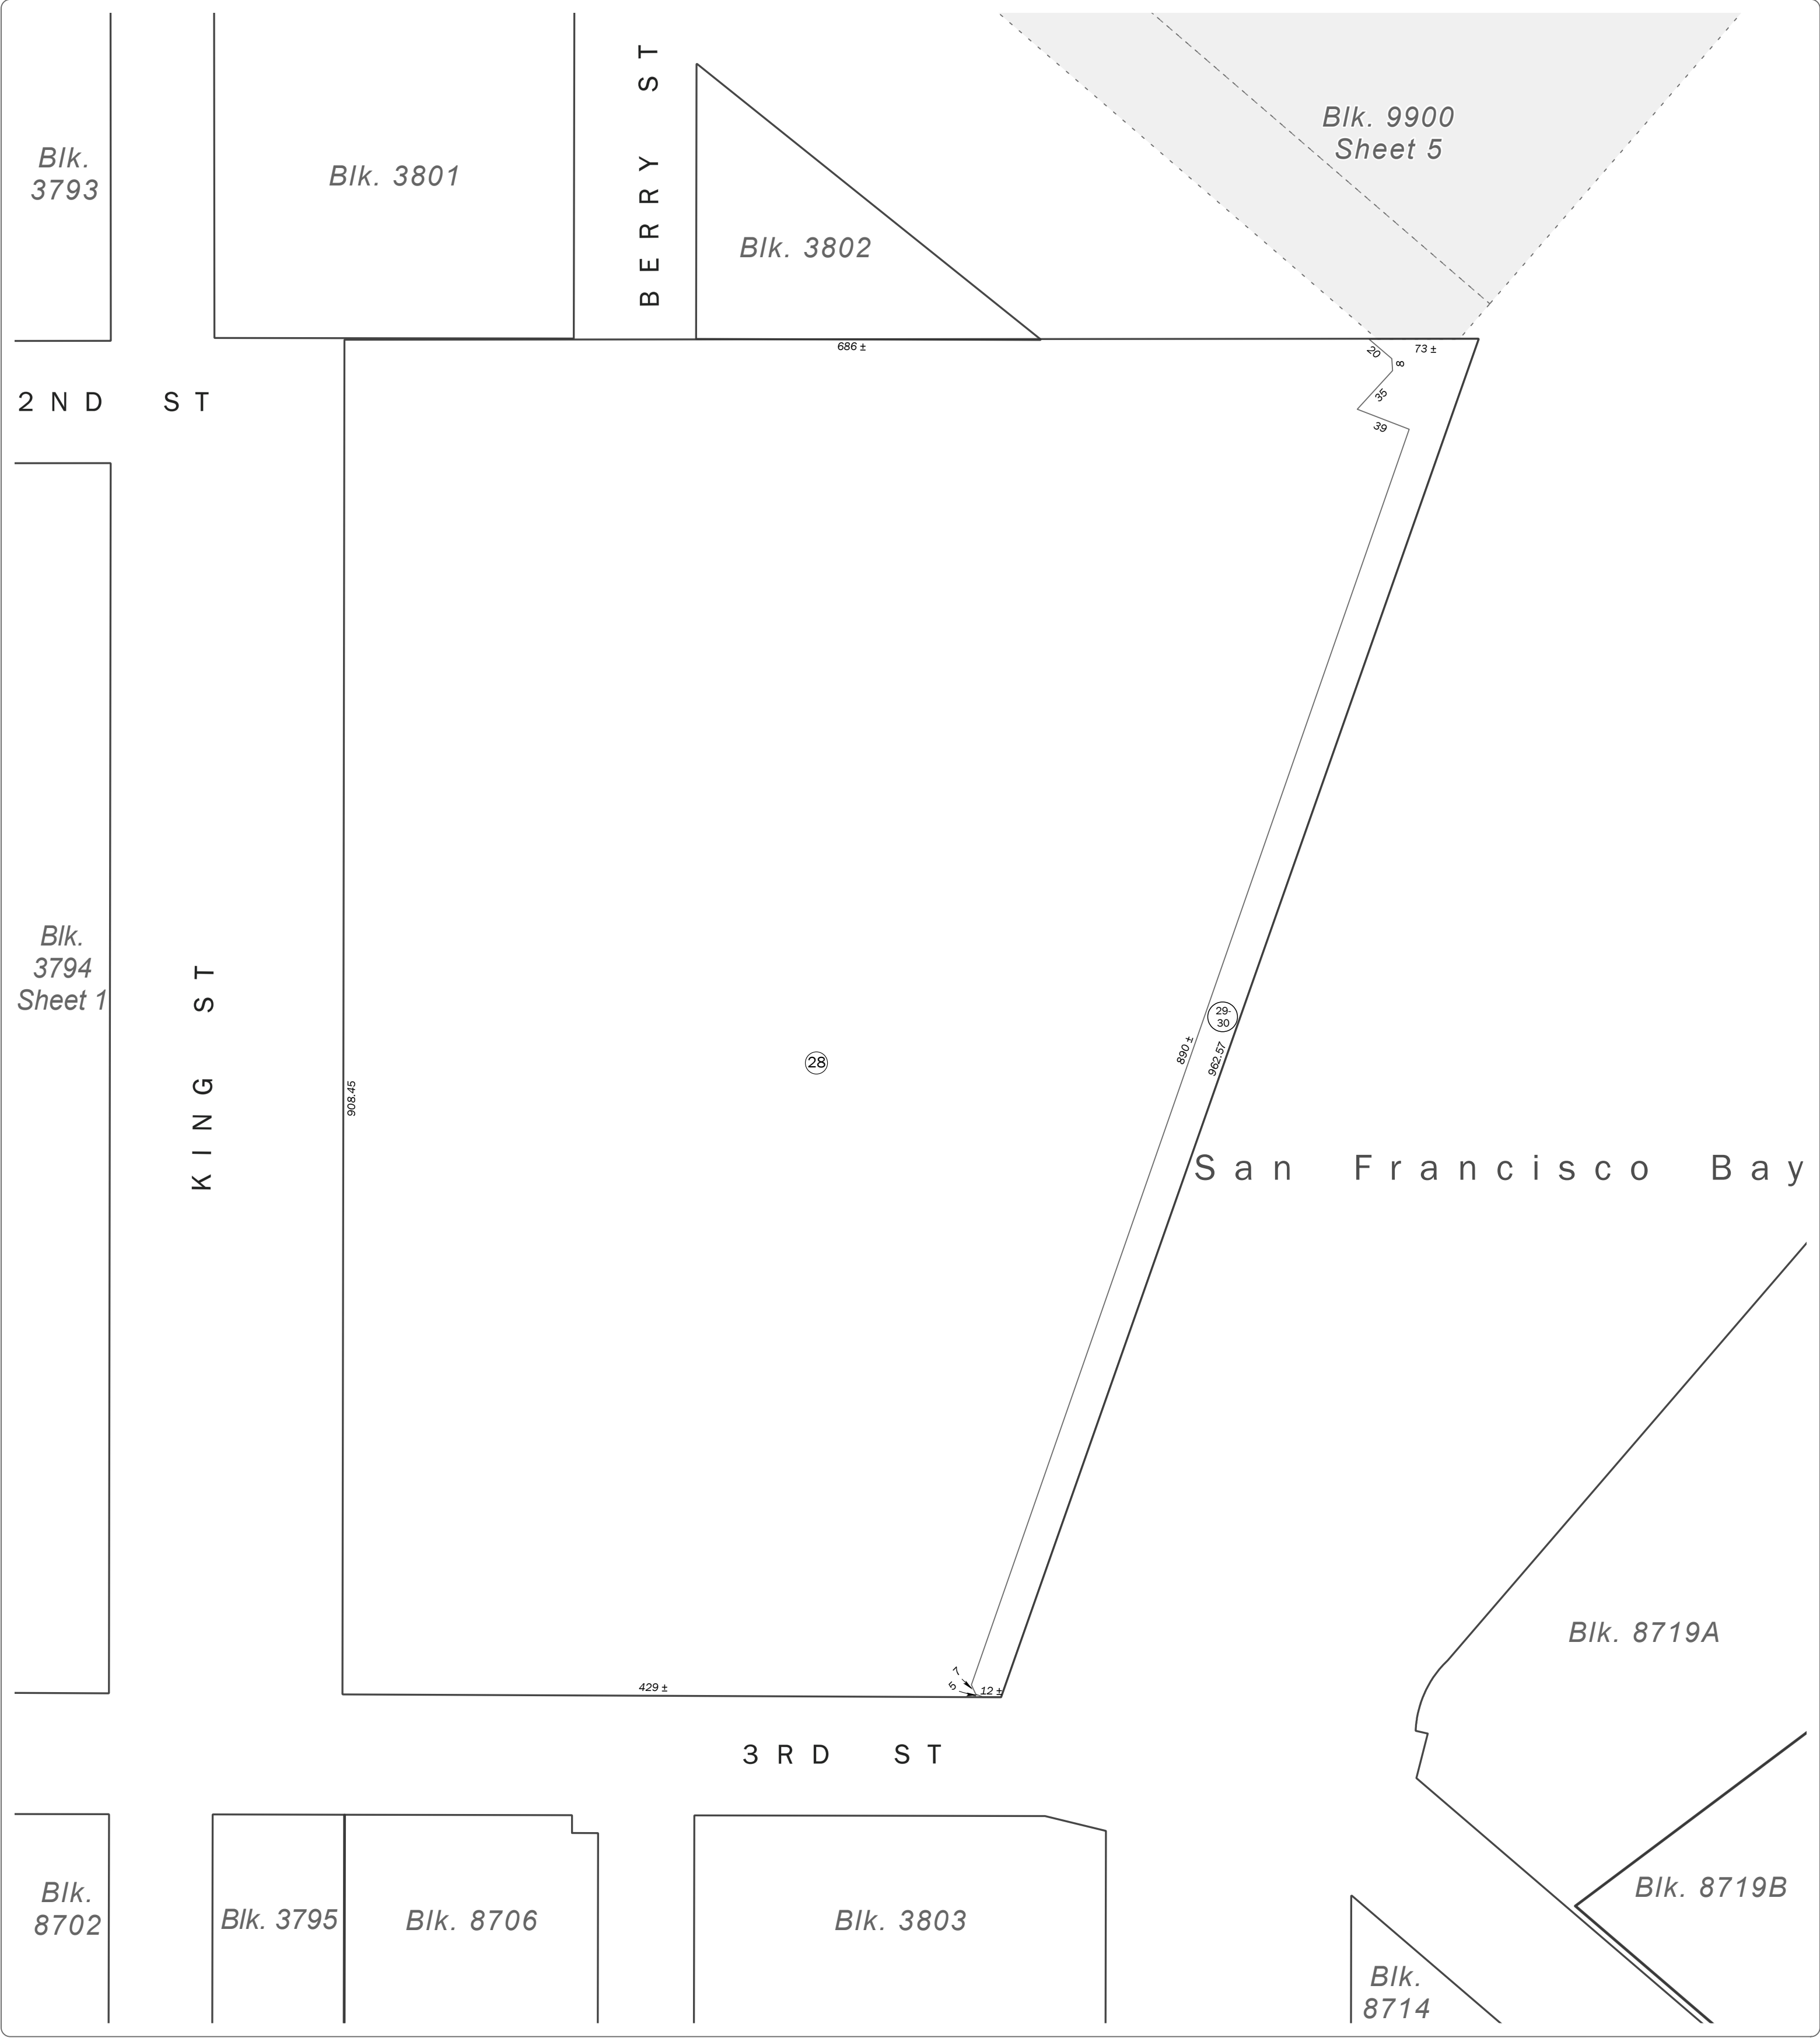 Blk.
3793
Blk. 3801
BERRY ST
Blk. 3802
Blk. 9900
Sheet 5
686 ±
20
8
73 ±
35
39
2ND ST
Blk.
3794
Sheet 1
KING ST
908.45
28
29-
30
890 ±
962.57
San Francisco Bay
429 ±
7
5
12 ±
3RD ST
Blk. 8719A
Blk. 8719B
Blk.
8702
Blk. 3795
Blk. 8706
Blk. 3803
Blk.
8714